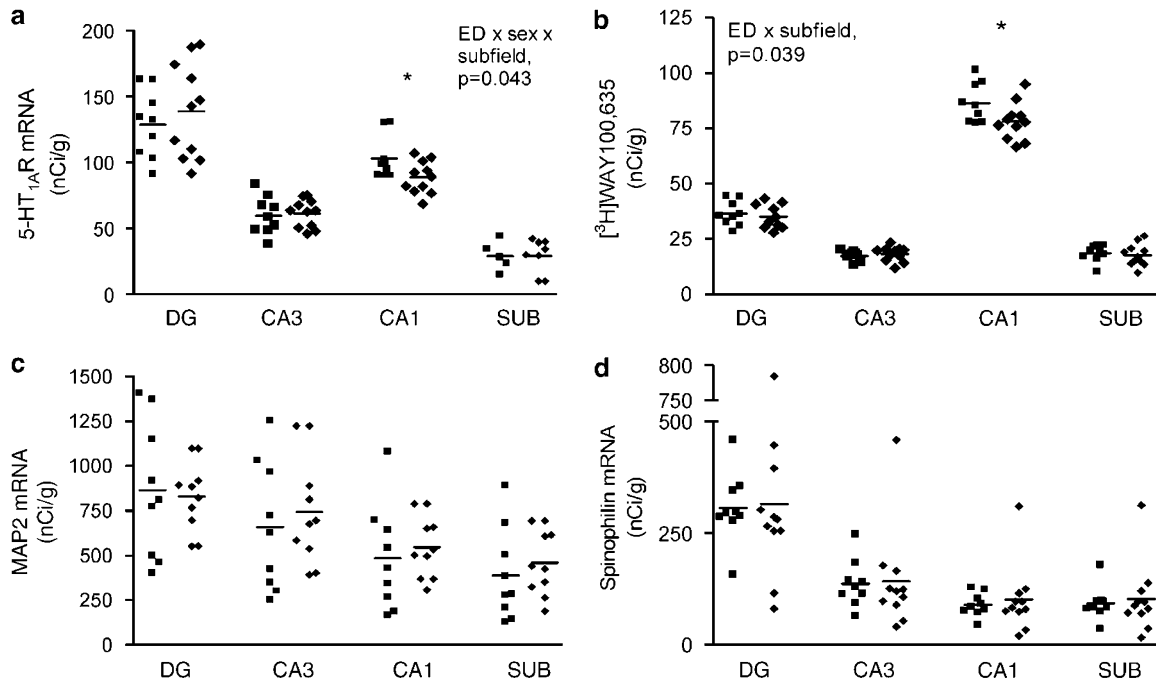 a
200
150
100
50
0
5-HT1AR mRNA
(nCi/g)
ED x sex x
subfield,
p=0.043
*
DG CA3 CA1 SUB
b
125
100
75
50
25
0
[3H]WAY100,635
(nCi/g)
ED x subfield,
p=0.039
*
DG CA3 CA1 SUB
c
1500
1250
1000
750
500
250
0
MAP2 mRNA
(nCi/g)
DG CA3 CA1 SUB
d
800
750
500
250
0
Spinophilin mRNA
(nCi/g)
DG CA3 CA1 SUB